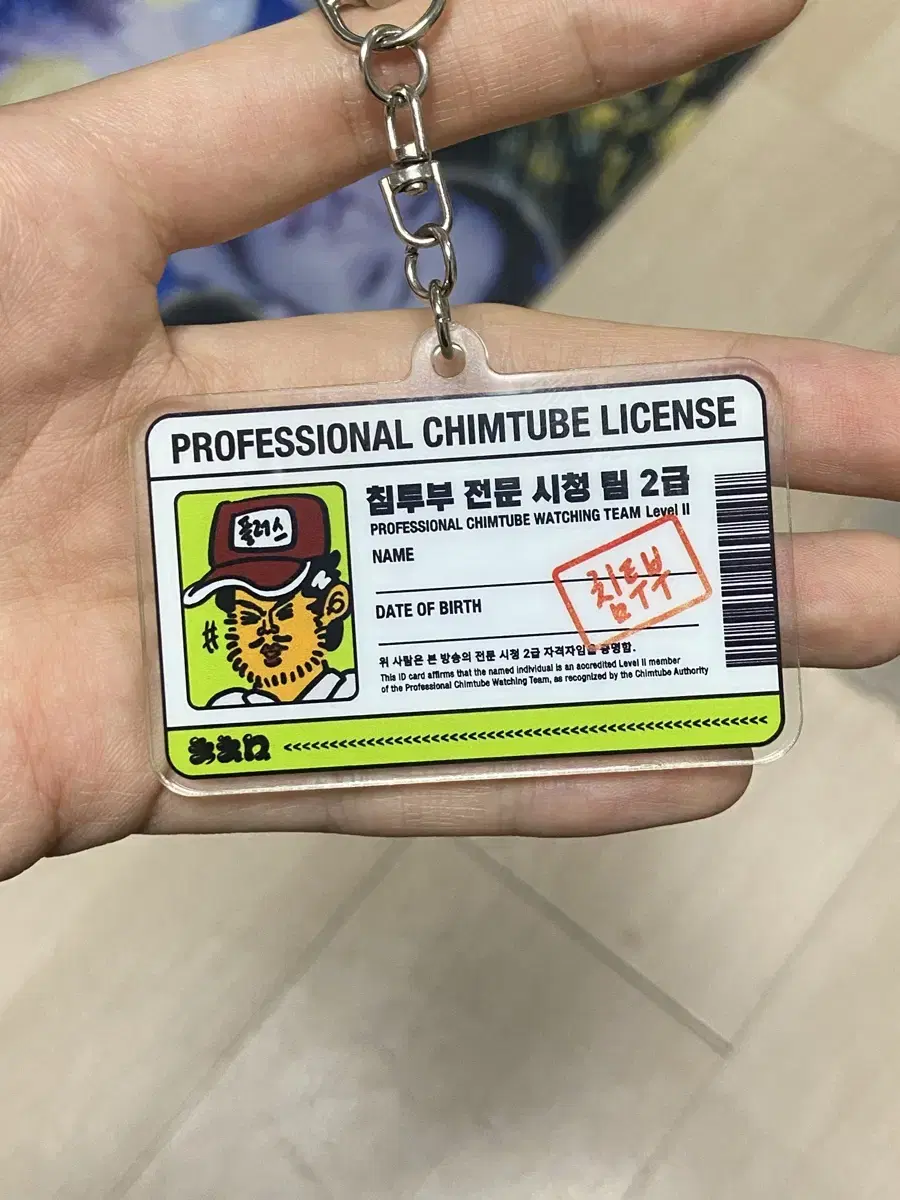 PROFESSIONAL CHIMTUBE LICENSE
플러스
침투부 전문 시청 팀 2급
PROFESSIONAL CHIMTUBE WATCHING TEAM Level II
NAME
침투부
DATE OF BIRTH
위 사람은 본 방송의 전문 시청 2급 자격자임을 증명함.
This ID card affirms that the named individual is an accredited Level II member
of the Professional Chimtube Watching Team, as recognized by the Chimtube Authority
<<<<<<<<<<<<<<<<<<<<<<<<<<<<<<<<<<<<<<<<<<<<<<<<<<<<<<